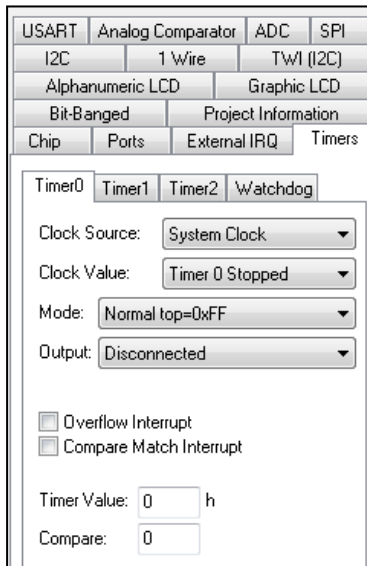 USART Analog Comparator ADC SPI
I2C 1 Wire TWI (I2C)
Alphanumeric LCD Graphic LCD
Bit-Banged Project Information
Chip Ports External IRQ Timers
Timer0 Timer1 Timer2 Watchdog
Clock Source: System Clock
Clock Value: Timer 0 Stopped
Mode: Normal top=0xFF
Output: Disconnected
Overflow Interrupt
Compare Match Interrupt
Timer Value: 0 h
Compare: 0